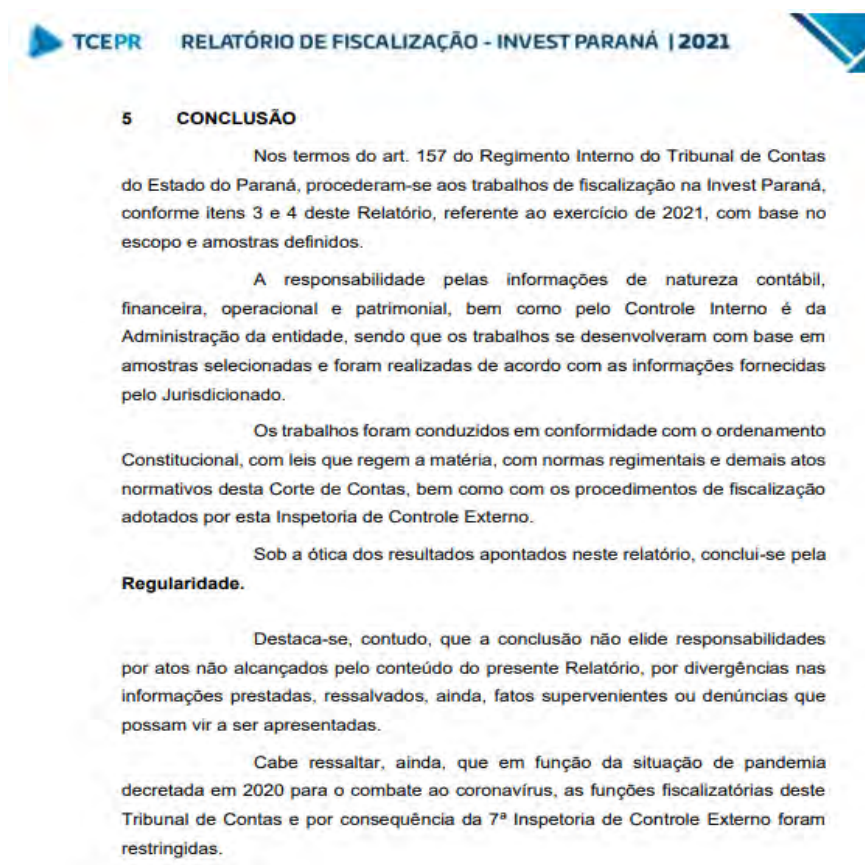 TCEPR RELATÓRIO DE FISCALIZAÇÃO - INVEST PARANÁ | 2021
5 CONCLUSÃO
Nos termos do art. 157 do Regimento Interno do Tribunal de Contas
do Estado do Paraná, procederam-se aos trabalhos de fiscalização na Invest Paraná,
conforme itens 3 e 4 deste Relatório, referente ao exercício de 2021, com base no
escopo e amostras definidos.
A responsabilidade pelas informações de natureza contábil,
financeira, operacional e patrimonial, bem como pelo Controle Interno é da
Administração da entidade, sendo que os trabalhos se desenvolveram com base em
amostras selecionadas e foram realizadas de acordo com as informações fornecidas
pelo Jurisdicionado.
Os trabalhos foram conduzidos em conformidade com o ordenamento
Constitucional, com leis que regem a matéria, com normas regimentais e demais atos
normativos desta Corte de Contas, bem como com os procedimentos de fiscalização
adotados por esta Inspetoria de Controle Externo.
Sob a ótica dos resultados apontados neste relatório, conclui-se pela
Regularidade.
Destaca-se, contudo, que a conclusão não elide responsabilidades
por atos não alcançados pelo conteúdo do presente Relatório, por divergências nas
informações prestadas, ressalvados, ainda, fatos supervenientes ou denúncias que
possam vir a ser apresentadas.
Cabe ressaltar, ainda, que em função da situação de pandemia
decretada em 2020 para o combate ao coronavírus, as funções fiscalizatórias deste
Tribunal de Contas e por consequência da 7ª Inspetoria de Controle Externo foram
restringidas.